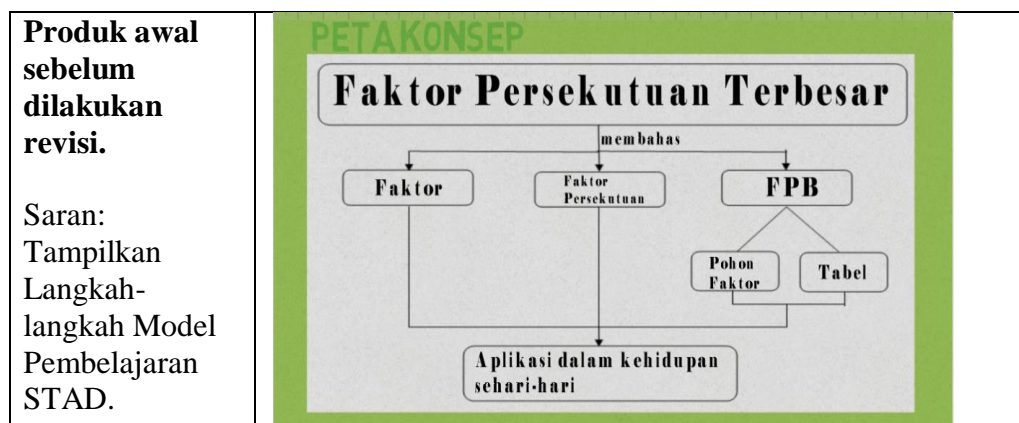 Produk awal
sebelum
dilakukan
revisi.
Saran:
Tampilkan
Langkah-
langkah Model
Pembelajaran
STAD.
PETAKONSEP
Faktor Persekutuan Terbesar
membahas
Faktor
Faktor
Persekutuan
FPB
Pohon
Faktor
Tabel
Aplikasi dalam kehidupan
sehari-hari